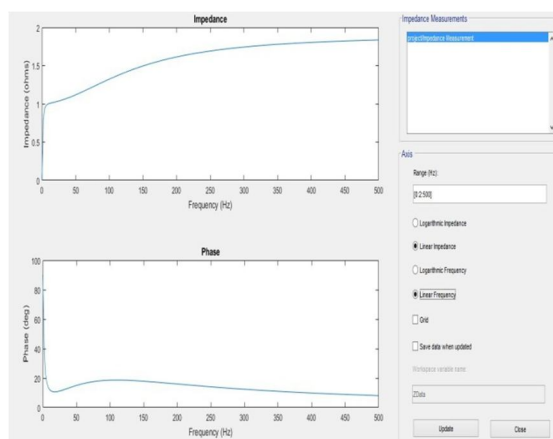 Impedance
2
1.5
1
0.5
0
Impedance (ohms)
0 50 100 150 200 250 300 350 400 450 500
Frequency (Hz)
Phase
100
80
60
40
20
0
Phase (deg)
0 50 100 150 200 250 300 350 400 450 500
Frequency (Hz)
Impedance Measurements
project/Impedance Measurement
Axis
Range (Hz):
[0:2:500]
Logarithmic Impedance
Linear Impedance
Logarithmic Frequency
Linear Frequency
Grid
Save data when updated
Workspace variable name:
ZData
Update Close